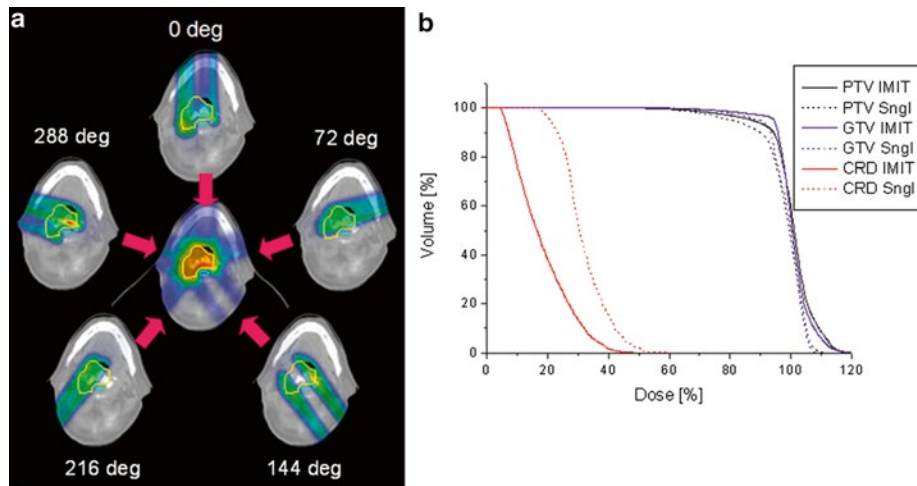 a
0 deg
288 deg
72 deg
216 deg
144 deg
b
PTV IMIT
PTV Sngl
GTV IMIT
GTV Sngl
CRD IMIT
CRD Sngl
100
80
60
40
20
0
Volume [%]
0 20 40 60 80 100 120
Dose [%]